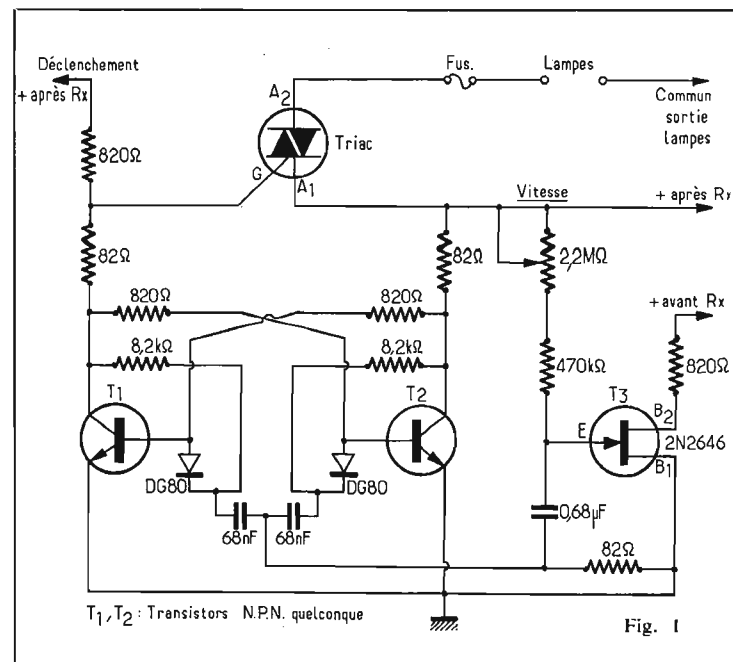 Déclenchement
+ après Rx
Fus.
Lampes
Commun
sortie
lampes
A2
Triac
G
A1
820Ω
Vitesse
+ après Rx
82Ω
82Ω
2,2MΩ
820Ω
820Ω
+ avant Rx
8,2kΩ
8,2kΩ
470kΩ
820Ω
T1
T2
T3
E
B2
2N2646
B1
DG80
DG80
68nF
68nF
0,68µF
82Ω
T1, T2 : Transistors N.P.N. quelconque
Fig. 1